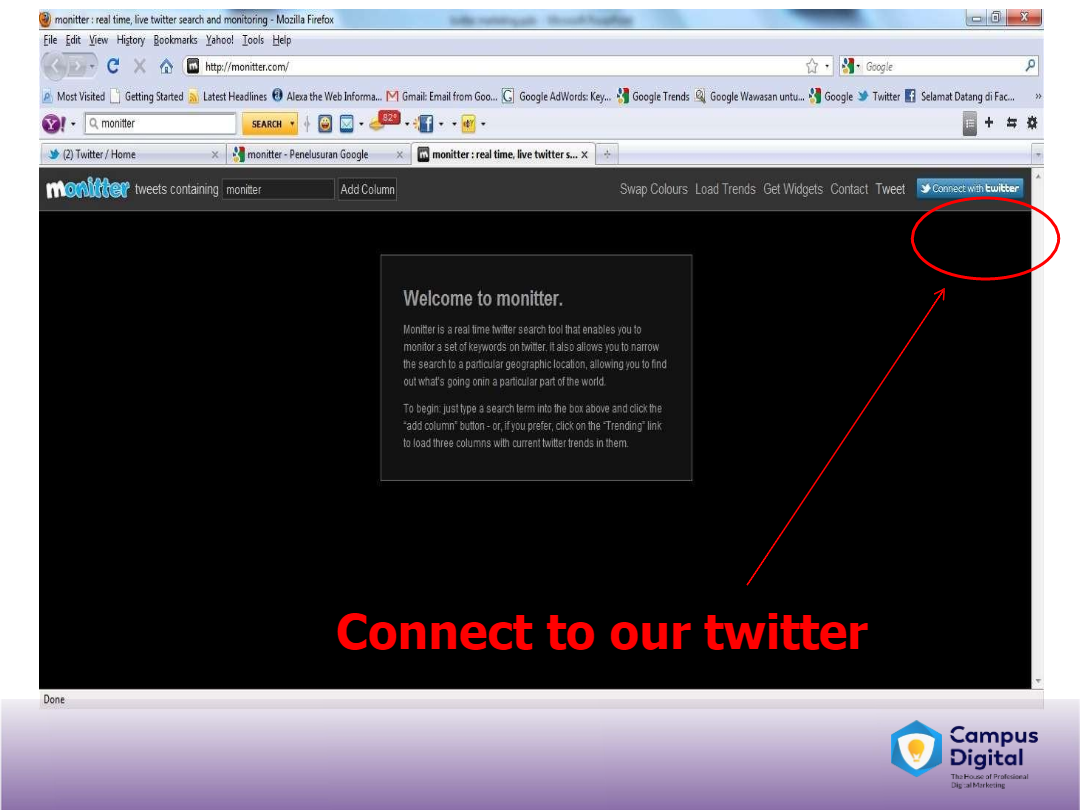 monitter : real time, live twitter search and monitoring - Mozilla Firefox
File Edit View History Bookmarks Yahoo! Tools Help
http://monitter.com/
Google
Most Visited Getting Started Latest Headlines Alexa the Web Informa... Gmail: Email from Goo... Google AdWords: Key... Google Trends Google Wawasan untu... Google Twitter Selamat Datang di Fac... »
Y! monitter SEARCH 82°
(2) Twitter / Home x monitter - Penelusuran Google x monitter : real time, live twitter s... x
monitter tweets containing monitter Add Column Swap Colours Load Trends Get Widgets Contact Tweet Connect with twitter
Welcome to monitter.
Monitter is a real time twitter search tool that enables you to
monitor a set of keywords on twitter. It also allows you to narrow
the search to a particular geographic location, allowing you to find
out what's going onin a particular part of the world.
To begin: just type a search term into the box above and click the
“add column” button - or, if you prefer, click on the “Trending” link
to load three columns with current twitter trends in them.
Connect to our twitter
Done
Campus
Digital
The House of Profesional
Digital Marketing